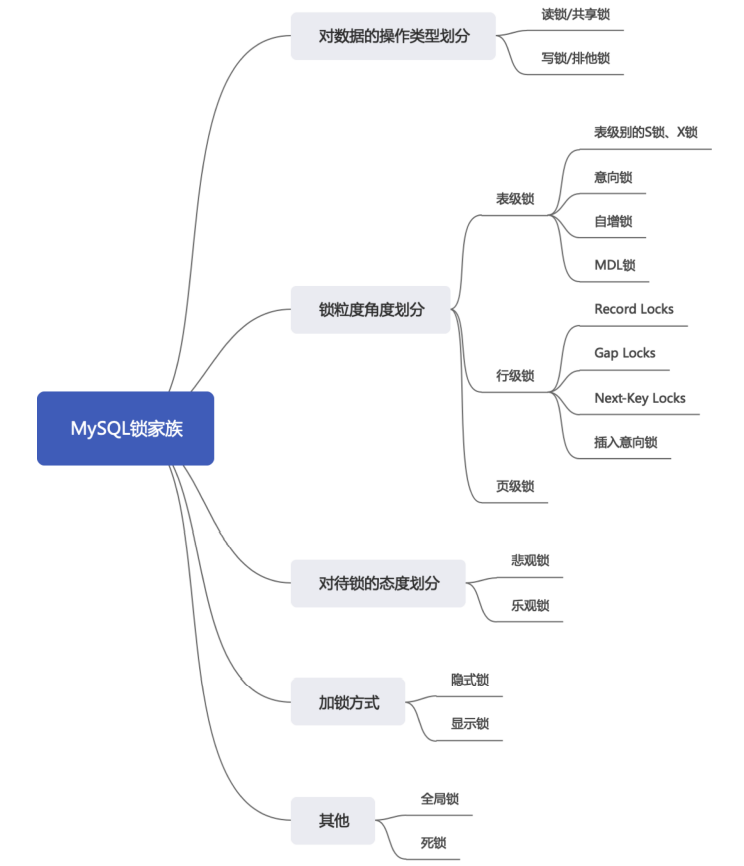 MySQL锁家族
对数据的操作类型划分
读锁/共享锁
写锁/排他锁
锁粒度角度划分
表级锁
表级别的S锁、X锁
意向锁
自增锁
MDL锁
行级锁
Record Locks
Gap Locks
Next-Key Locks
插入意向锁
页级锁
对待锁的态度划分
悲观锁
乐观锁
加锁方式
隐式锁
显示锁
其他
全局锁
死锁